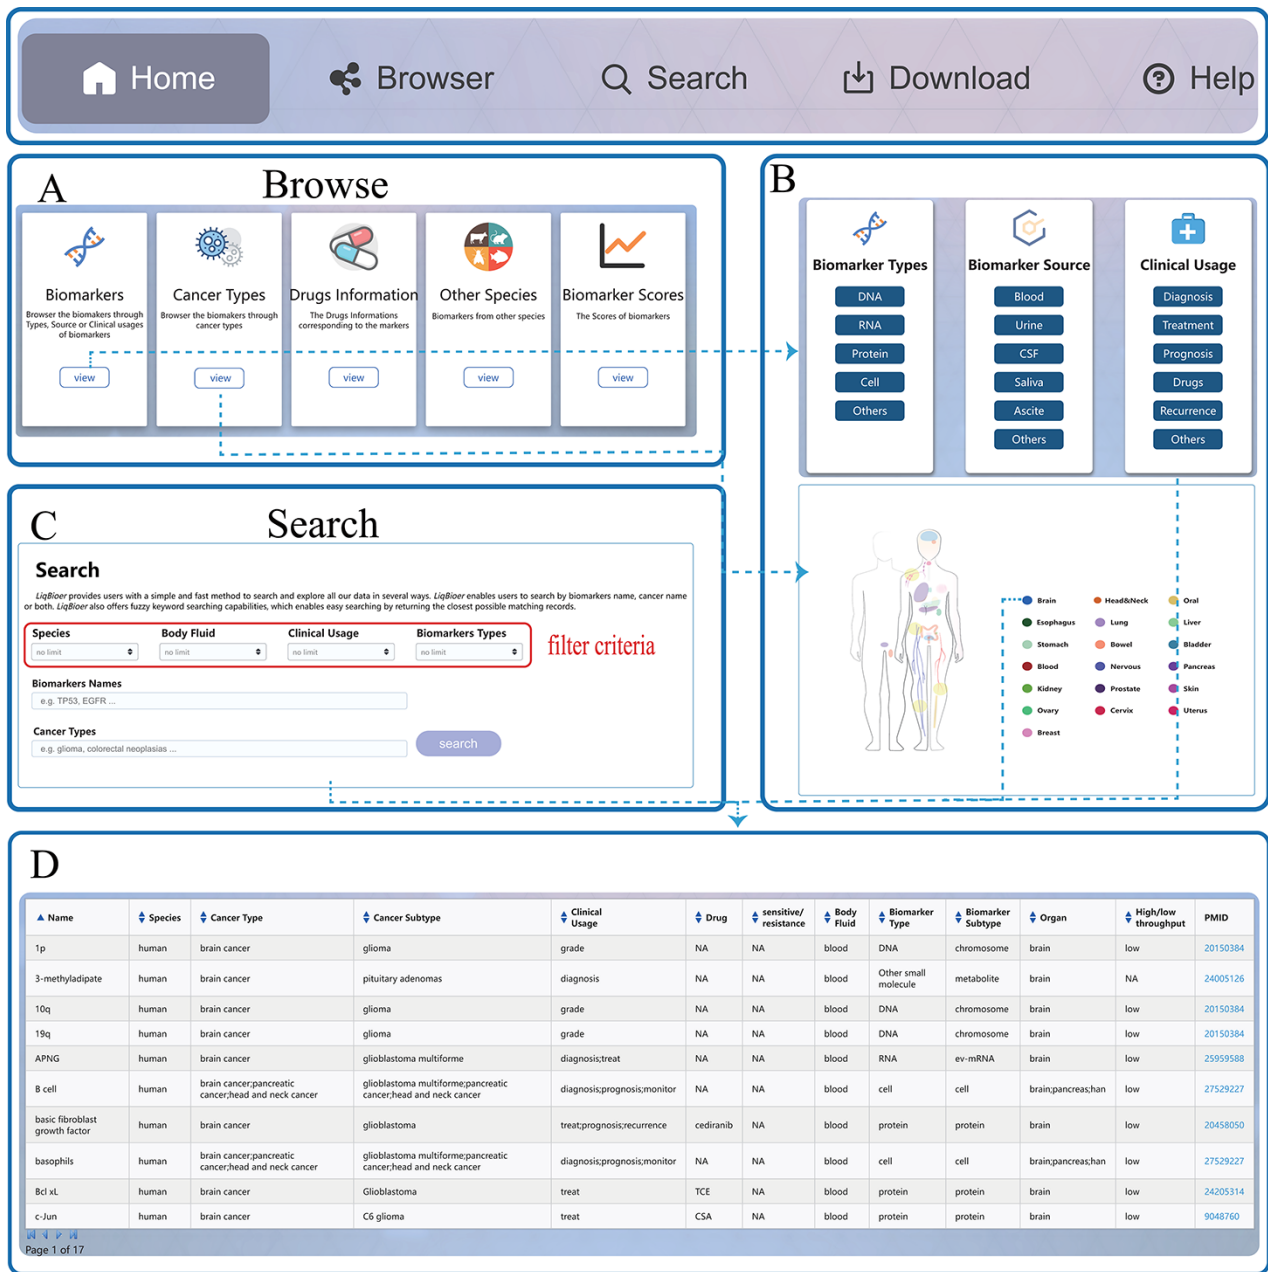 Home Browser Search Download Help
A Browse
Biomarkers
Browser the biomakers through
Types, Source or Clinical usages
of biomarkers
view
Cancer Types
Browser the biomakers through
cancer types
view
Drugs Information
The Drugs Informations
corresponding to the markers
view
Other Species
Biomarkers from other species
view
Biomarker Scores
The Scores of biomarkers
view
B
Biomarker Types
DNA
RNA
Protein
Cell
Others
Biomarker Source
Blood
Urine
CSF
Saliva
Ascite
Others
Clinical Usage
Diagnosis
Treatment
Prognosis
Drugs
Recurrence
Others
Brain Head&Neck Oral
Esophagus Lung Liver
Stomach Bowel Bladder
Blood Nervous Pancreas
Kidney Prostate Skin
Ovary Cervix Uterus
Breast
C Search
Search
LiqBioer provides users with a simple and fast method to search and explore all our data in several ways. LiqBioer enables users to search by biomarkers name, cancer name
or both. LiqBioer also offers fuzzy keyword searching capabilities, which enables easy searching by returning the closest possible matching records.
Species Body Fluid Clinical Usage Biomarkers Types
no limit no limit no limit no limit
filter criteria
Biomarkers Names
e.g. TP53, EGFR ...
Cancer Types
e.g. glioma, colorectal neoplasias ...
search
D
Name Species Cancer Type Cancer Subtype Clinical Usage Drug sensitive/ resistance Body Fluid Biomarker Type Biomarker Subtype Organ High/low throughput PMID
1p human brain cancer glioma grade NA NA blood DNA chromosome brain low 20150384
3-methyladipate human brain cancer pituitary adenomas diagnosis NA NA blood Other small molecule metabolite brain NA 24005126
10q human brain cancer glioma grade NA NA blood DNA chromosome brain low 20150384
19q human brain cancer glioma grade NA NA blood DNA chromosome brain low 20150384
APNG human brain cancer glioblastoma multiforme diagnosis;treat NA NA blood RNA ev-mRNA brain low 25959588
B cell human brain cancer;pancreatic cancer;head and neck cancer glioblastoma multiforme;pancreatic cancer;head and neck cancer diagnosis;prognosis;monitor NA NA blood cell cell brain;pancreas;han low 27529227
basic fibroblast growth factor human brain cancer glioblastoma treat;prognosis;recurrence cediranib NA blood protein protein brain low 20458050
basophils human brain cancer;pancreatic cancer;head and neck cancer glioblastoma multiforme;pancreatic cancer;head and neck cancer diagnosis;prognosis;monitor NA NA blood cell cell brain;pancreas;han low 27529227
Bcl xL human brain cancer Glioblastoma treat TCE NA blood protein protein brain low 24205314
c-Jun human brain cancer C6 glioma treat CSA NA blood protein protein brain low 9048760
Page 1 of 17